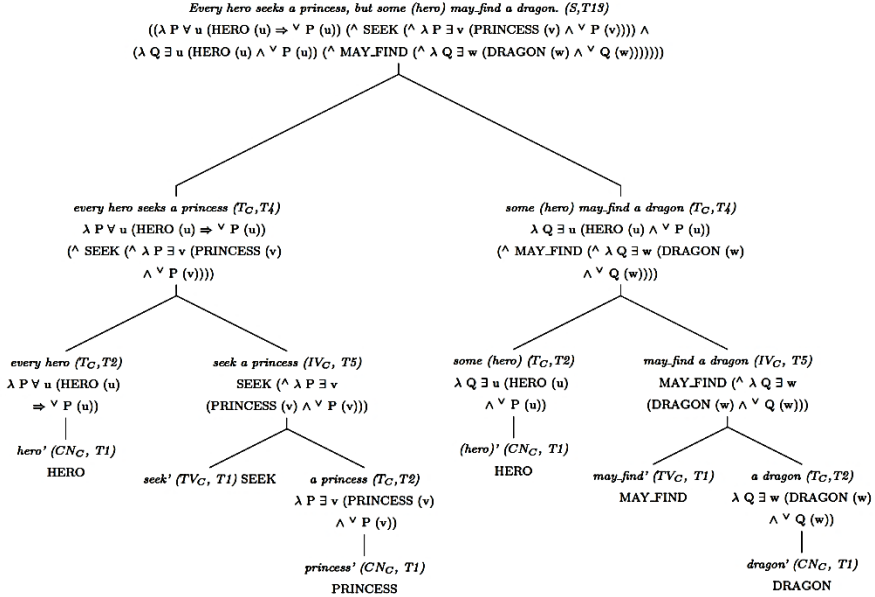 Every hero seeks a princess, but some (hero) may_find a dragon. (S,T13)
((λ P ∀ u (HERO (u) ⇒ ˅ P (u)) (^ SEEK (^ λ P ∃ v (PRINCESS (v) ∧ ˅ P (v)))) ∧
(λ Q ∃ u (HERO (u) ∧ ˅ P (u)) (^ MAY_FIND (^ λ Q ∃ w (DRAGON (w) ∧ ˅ Q (w)))))))
every hero seeks a princess (T_C,T4)
λ P ∀ u (HERO (u) ⇒ ˅ P (u))
(^ SEEK (^ λ P ∃ v (PRINCESS (v)
∧ ˅ P (v))))
some (hero) may_find a dragon (T_C,T4)
λ Q ∃ u (HERO (u) ∧ ˅ P (u))
(^ MAY_FIND (^ λ Q ∃ w (DRAGON (w)
∧ ˅ Q (w))))
every hero (T_C,T2)
λ P ∀ u (HERO (u)
⇒ ˅ P (u))
seek a princess (IV_C, T5)
SEEK (^ λ P ∃ v
(PRINCESS (v) ∧ ˅ P (v)))
some (hero) (T_C,T2)
λ Q ∃ u (HERO (u)
∧ ˅ P (u))
may_find a dragon (IV_C, T5)
MAY_FIND (^ λ Q ∃ w
(DRAGON (w) ∧ ˅ Q (w)))
hero' (CN_C, T1)
HERO
seek' (TV_C, T1) SEEK
a princess (T_C,T2)
λ P ∃ v (PRINCESS (v)
∧ ˅ P (v))
(hero)' (CN_C, T1)
HERO
may_find' (TV_C, T1)
MAY_FIND
a dragon (T_C,T2)
λ Q ∃ w (DRAGON (w)
∧ ˅ Q (w))
princess' (CN_C, T1)
PRINCESS
dragon' (CN_C, T1)
DRAGON